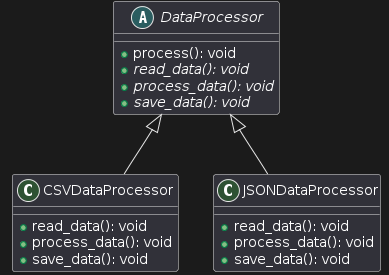 A DataProcessor
process(): void
read_data(): void
process_data(): void
save_data(): void
C CSVDataProcessor
read_data(): void
process_data(): void
save_data(): void
C JSONDataProcessor
read_data(): void
process_data(): void
save_data(): void